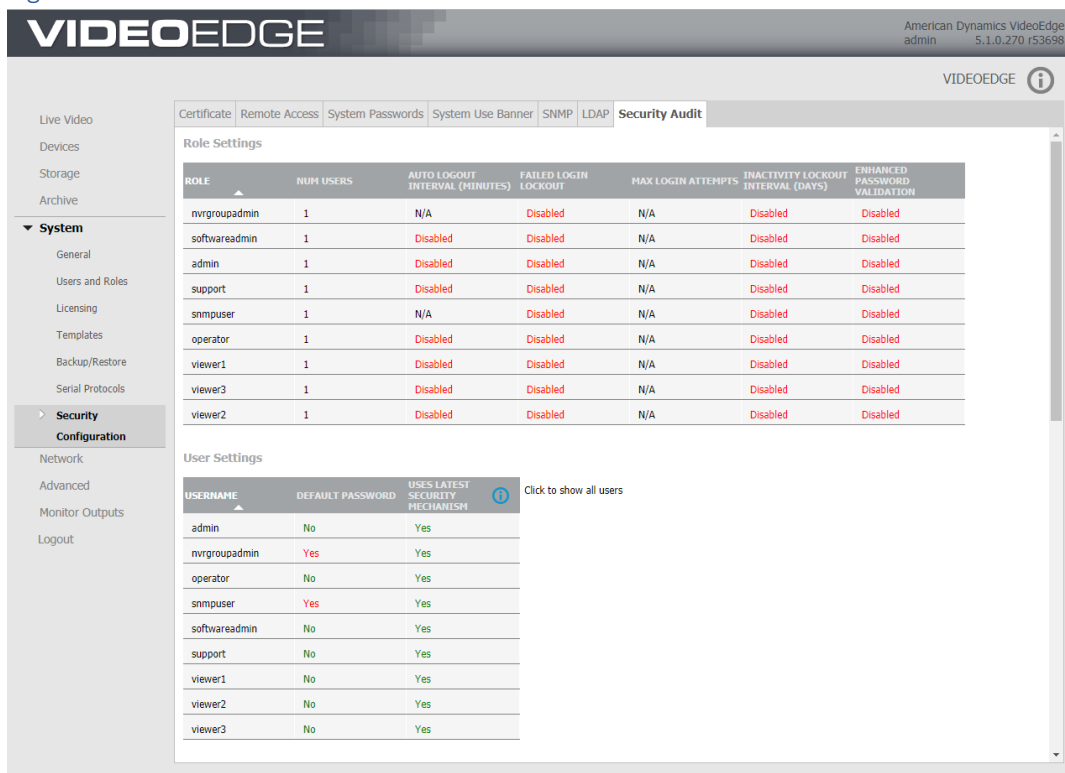 VIDEOEDGE
American Dynamics VideoEdge
admin 5.1.0.270 r53698
VIDEOEDGE
Live Video
Devices
Storage
Archive
System
General
Users and Roles
Licensing
Templates
Backup/Restore
Serial Protocols
Security
Configuration
Network
Advanced
Monitor Outputs
Logout
Certificate Remote Access System Passwords System Use Banner SNMP LDAP Security Audit
Role Settings
ROLE NUM USERS AUTO LOGOUT INTERVAL (MINUTES) FAILED LOGIN LOCKOUT MAX LOGIN ATTEMPTS INACTIVITY LOCKOUT INTERVAL (DAYS) ENHANCED PASSWORD VALIDATION
nvrgroupadmin 1 N/A Disabled N/A Disabled Disabled
softwareadmin 1 Disabled Disabled N/A Disabled Disabled
admin 1 Disabled Disabled N/A Disabled Disabled
support 1 Disabled Disabled N/A Disabled Disabled
snmpuser 1 N/A Disabled N/A Disabled Disabled
operator 1 Disabled Disabled N/A Disabled Disabled
viewer1 1 Disabled Disabled N/A Disabled Disabled
viewer3 1 Disabled Disabled N/A Disabled Disabled
viewer2 1 Disabled Disabled N/A Disabled Disabled
User Settings
USERNAME DEFAULT PASSWORD USES LATEST SECURITY MECHANISM Click to show all users
admin No Yes
nvrgroupadmin Yes Yes
operator No Yes
snmpuser Yes Yes
softwareadmin No Yes
support No Yes
viewer1 No Yes
viewer2 No Yes
viewer3 No Yes